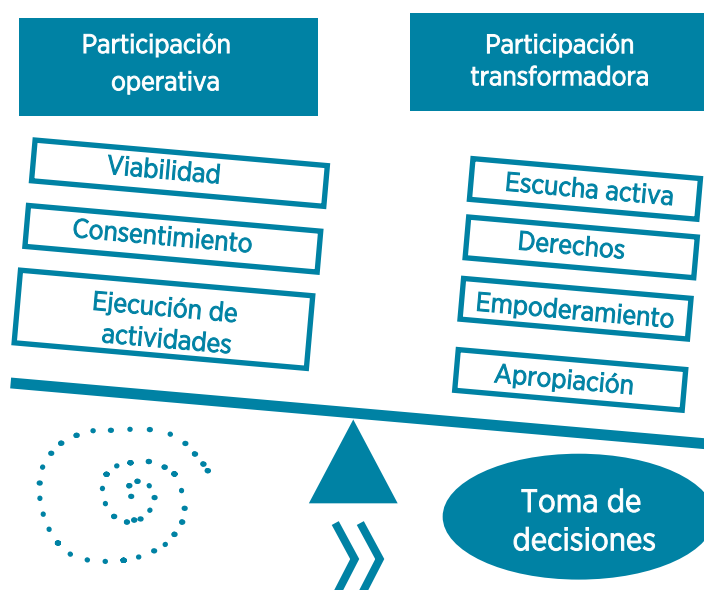 Participación
operativa
Viabilidad
Consentimiento
Ejecución de
actividades
Participación
transformadora
Escucha activa
Derechos
Empoderamiento
Apropiación
Toma de
decisiones